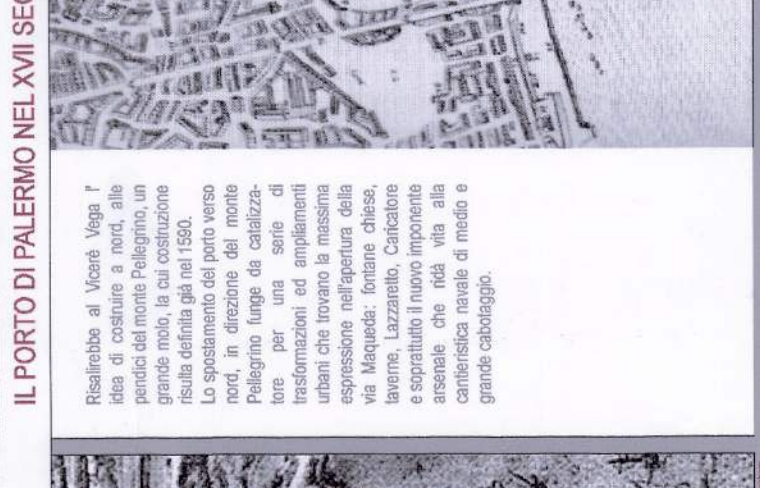 IL PORTO DI PALERMO NEL XVII
Risalirebbe al Viceré Vega l'
idea di costruire a nord, alle
pendici del monte Pellegrino, un
grande molo, la cui costruzione
risulta definita già nel 1590.
Lo spostamento del porto verso
nord, in direzione del monte
Pellegrino funge da catalizza-
tore per una serie di
trasformazioni ed ampliamenti
urbani che trovano la massima
espressione nell'apertura della
via Maqueda: fontane chiese,
taverne, Lazzaretto, Caricatore
e soprattutto il nuovo imponente
arsenale che ridà vita alla
cantieristica navale di medio e
grande cabotaggio.